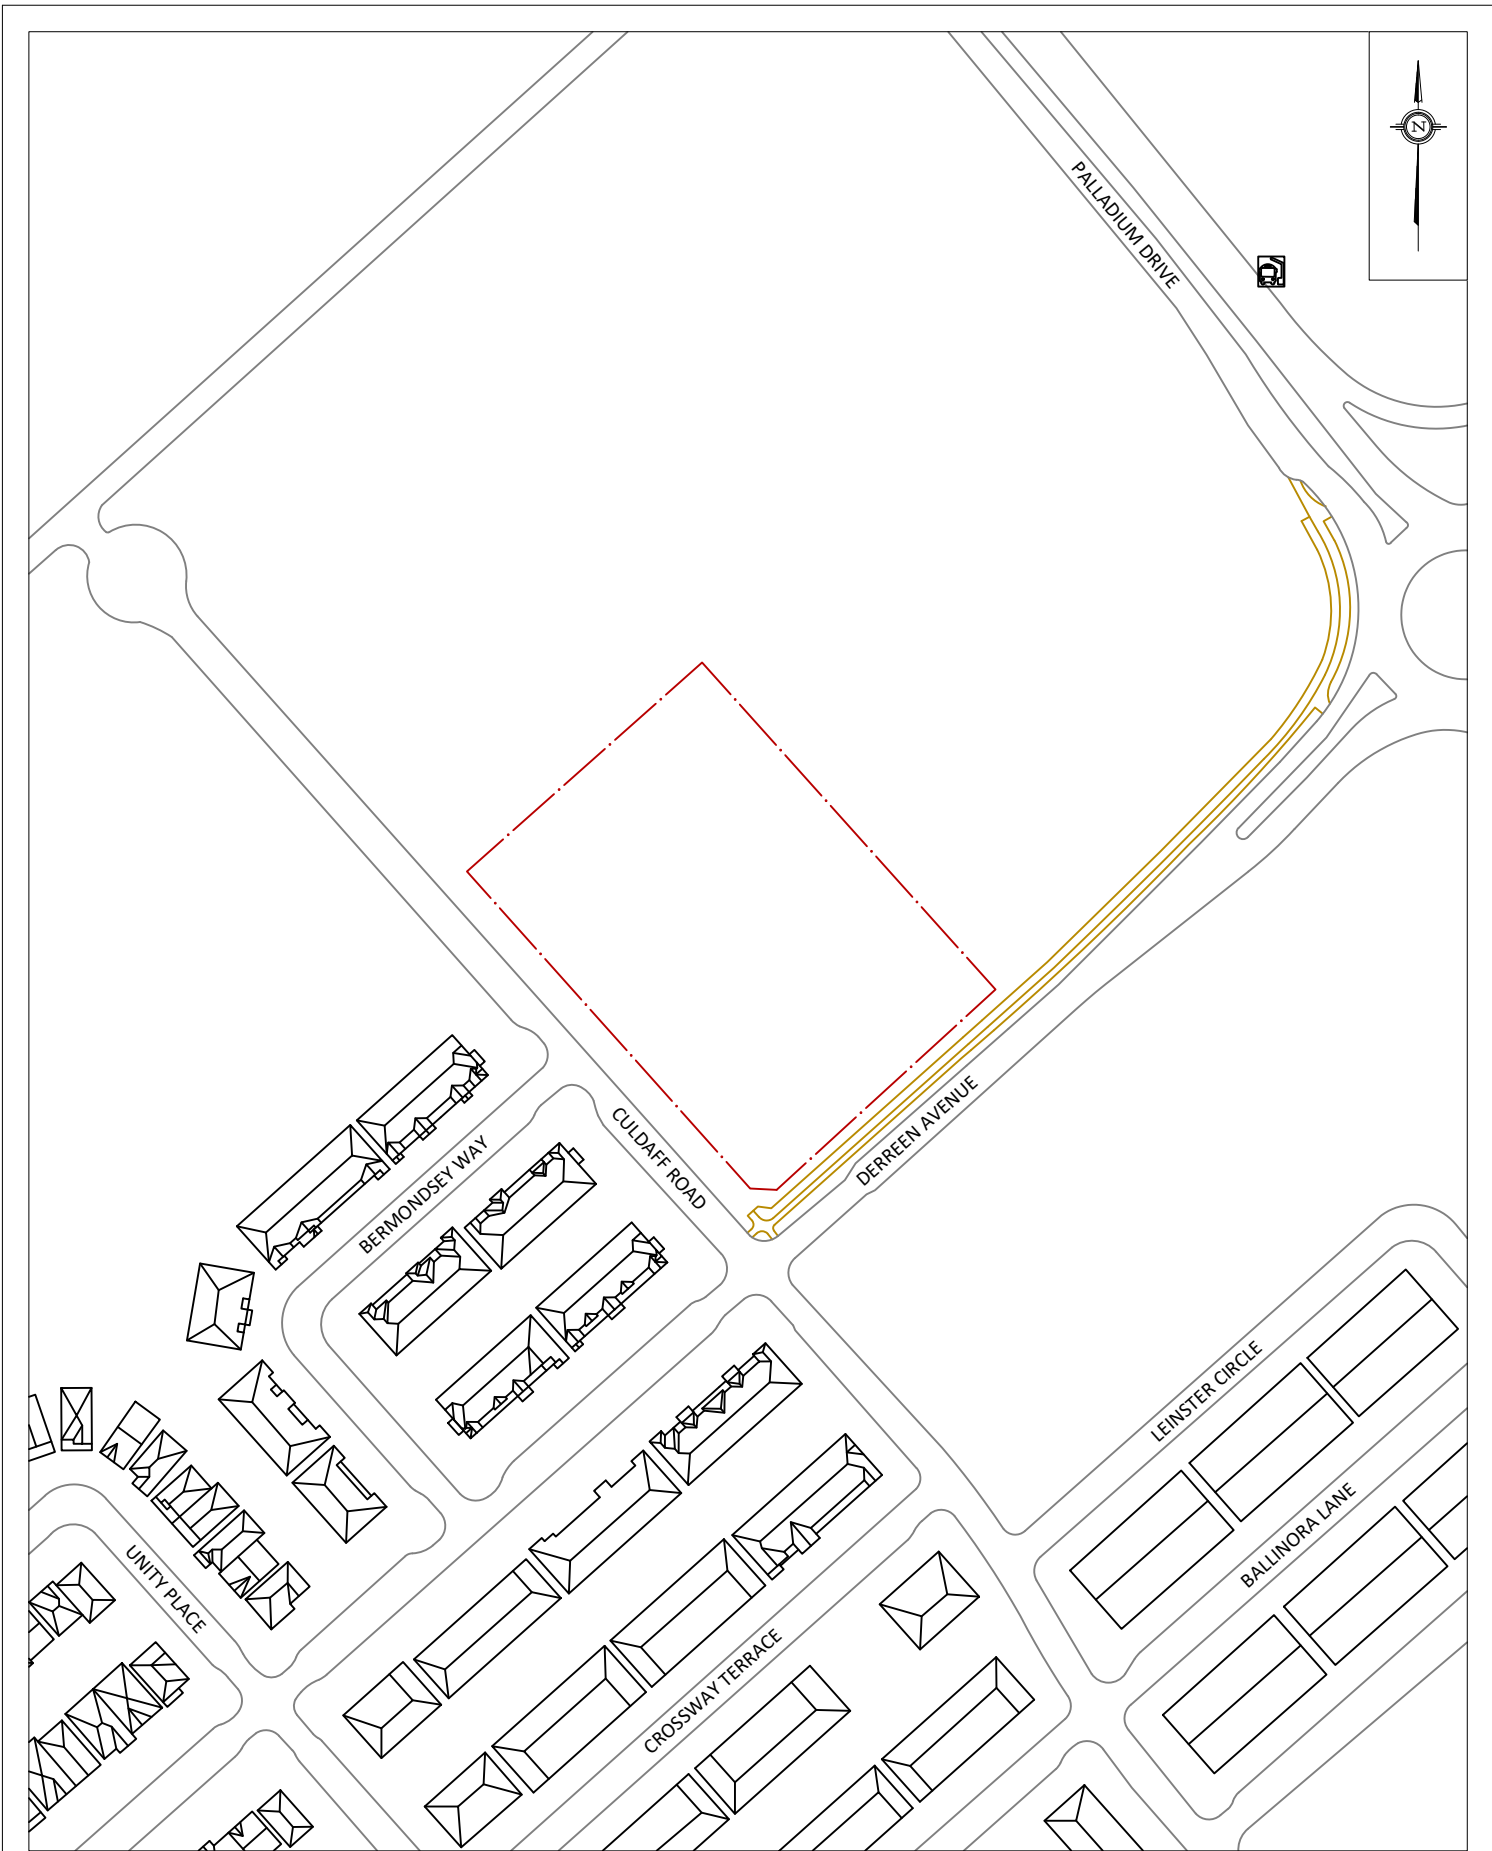 N
PALLADIUM DRIVE
CULDAFF ROAD
DERREEN AVENUE
BERMONDSEY WAY
LEINSTER CIRCLE
BALLINORA LANE
UNITY PLACE
CROSSWAY TERRACE